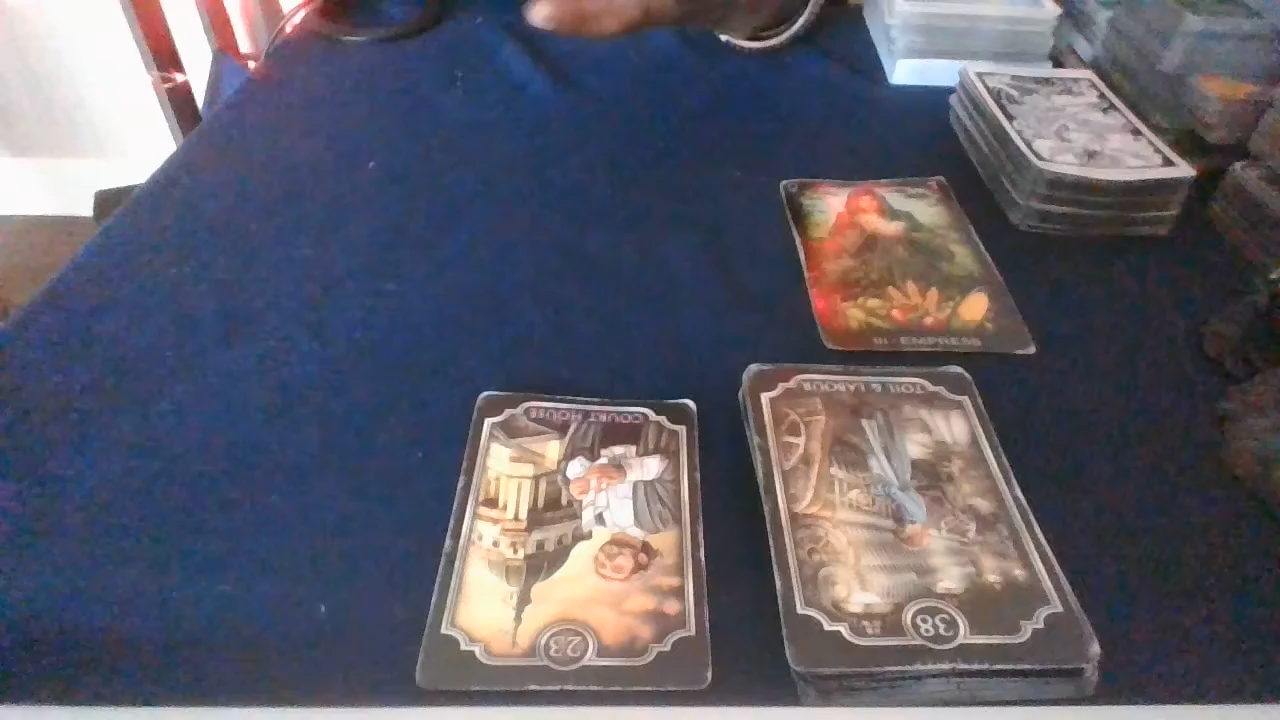 III · EMPRESS
TOIL & LABOUR
COURT HOUSE
38
23